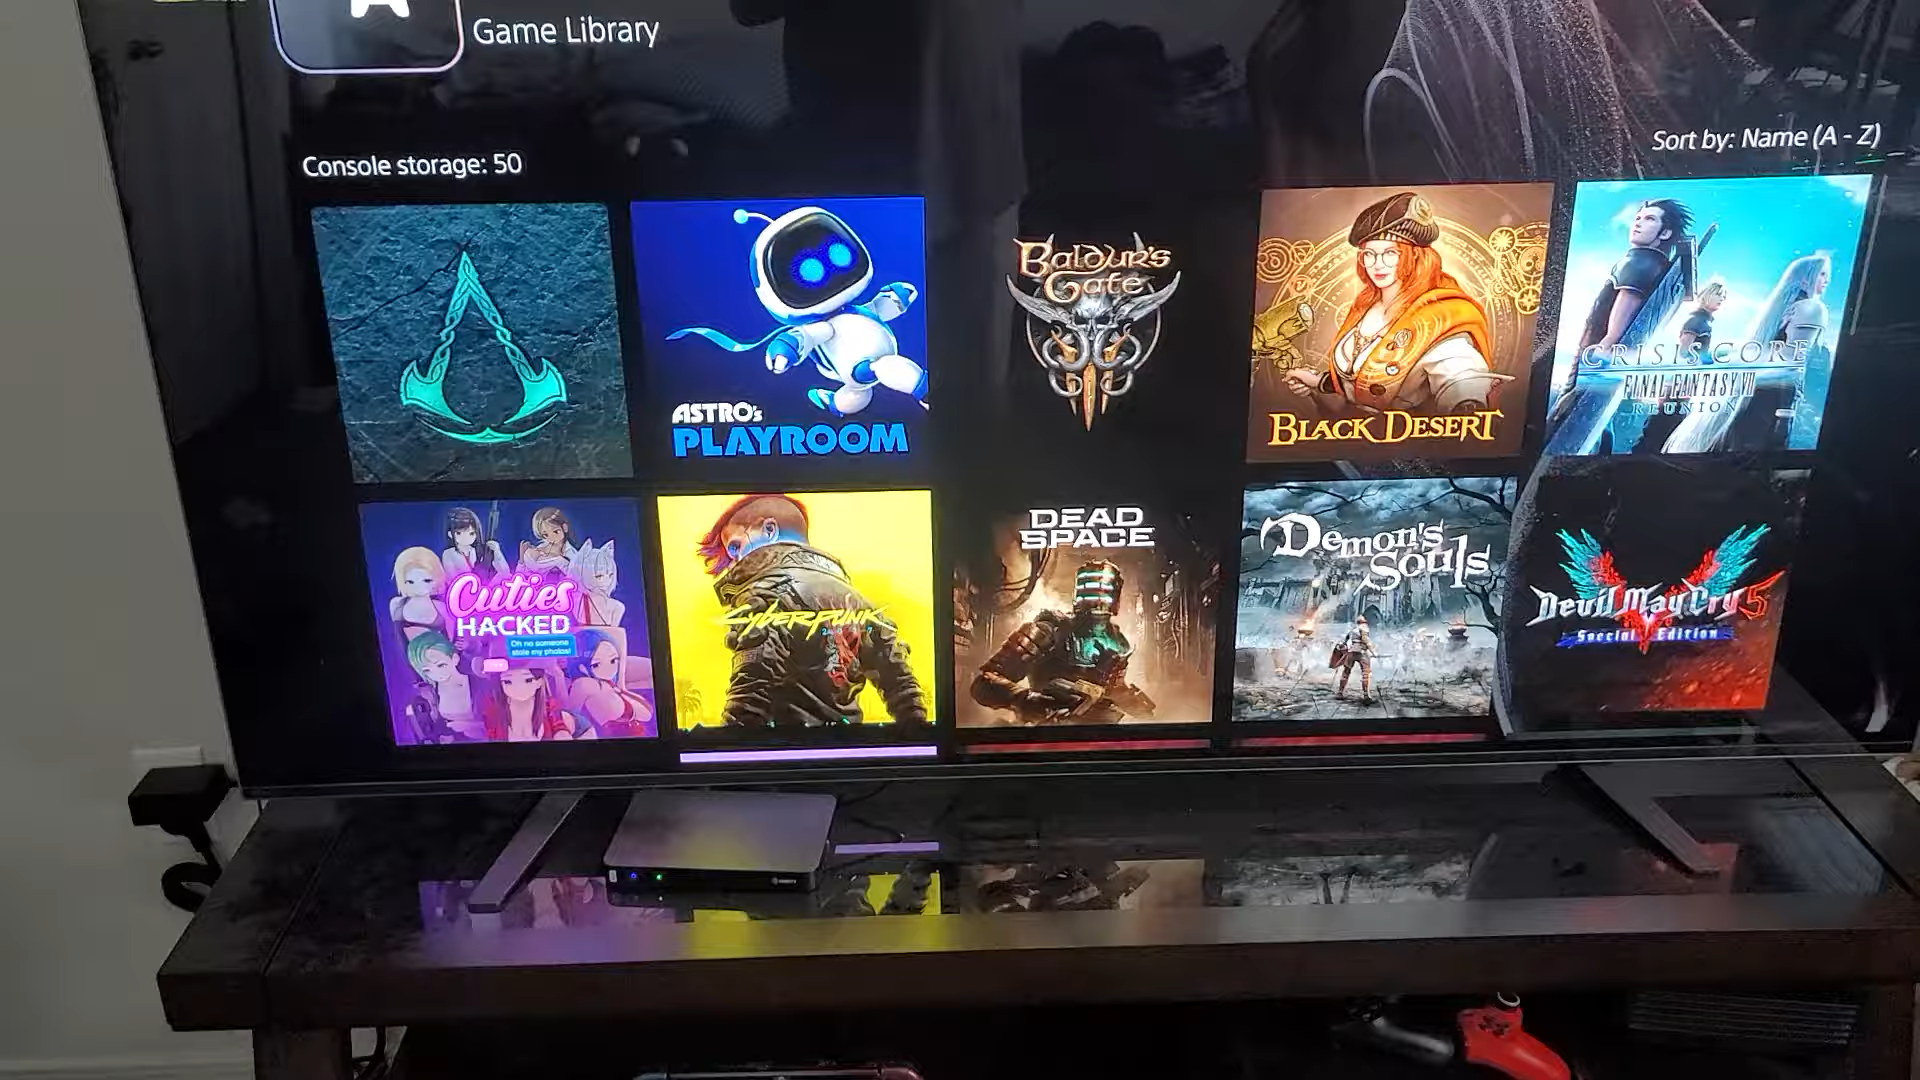 Game Library
Console storage: 50
Sort by: Name (A - Z)
ASTRO's
PLAYROOM
Baldur's
Gate
BLACK DESERT
CRISIS CORE
FINAL FANTASY VII
REUNION
Cuties
HACKED
Oh no someone
stole my photos!
CYBERPUNK
DEAD
SPACE
Demon's
Souls
Devil May Cry 5
Special Edition